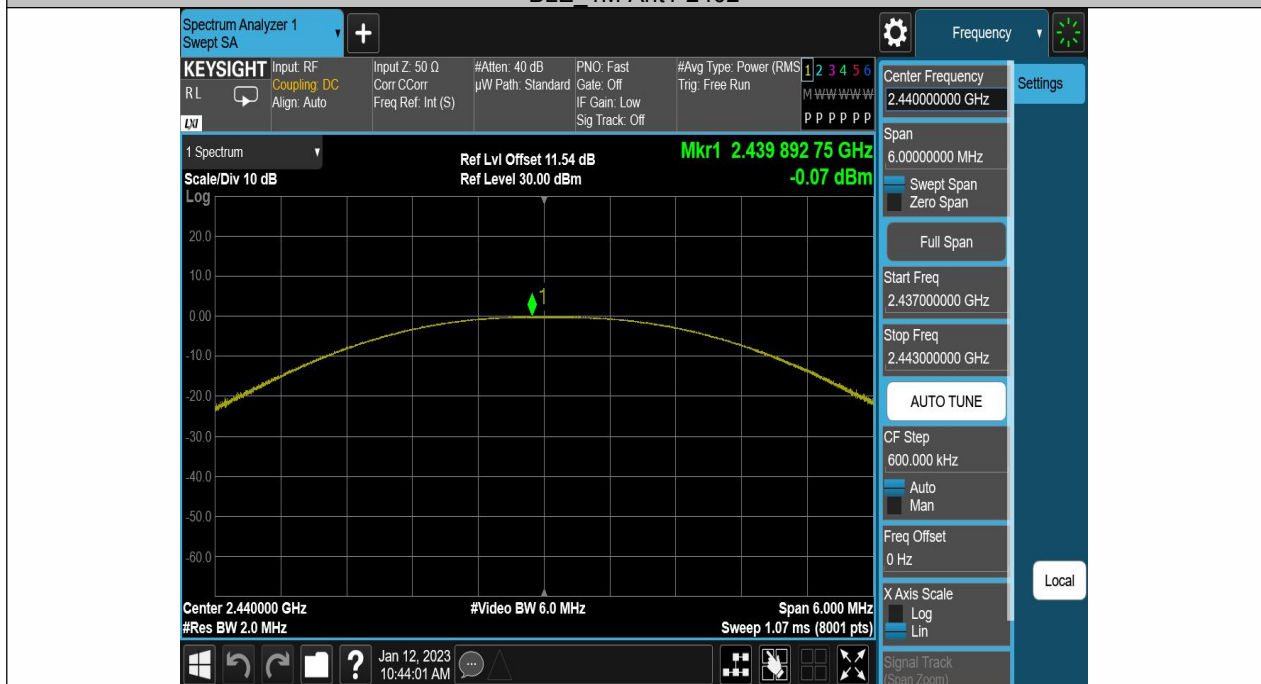 Spectrum Analyzer 1
Swept SA
+
Frequency
KEYSIGHT
RL
LXI
Input: RF
Coupling: DC
Align: Auto
Input Z: 50 Ω
Corr CCorr
Freq Ref: Int (S)
#Atten: 40 dB
µW Path: Standard
PNO: Fast
Gate: Off
IF Gain: Low
Sig Track: Off
#Avg Type: Power (RMS
Trig: Free Run
1 2 3 4 5 6
M W W W W W
P P P P P P
1 Spectrum
Scale/Div 10 dB
Ref Lvl Offset 11.54 dB
Ref Level 30.00 dBm
Mkr1 2.439 892 75 GHz
-0.07 dBm
Log
20.0
10.0
0.00
-10.0
-20.0
-30.0
-40.0
-50.0
-60.0
1
Center 2.440000 GHz
#Res BW 2.0 MHz
#Video BW 6.0 MHz
Span 6.000 MHz
Sweep 1.07 ms (8001 pts)
Center Frequency
2.440000000 GHz
Span
6.00000000 MHz
Swept Span
Zero Span
Full Span
Start Freq
2.437000000 GHz
Stop Freq
2.443000000 GHz
AUTO TUNE
CF Step
600.000 kHz
Auto
Man
Freq Offset
0 Hz
X Axis Scale
Log
Lin
Signal Track
(Span Zoom)
Settings
Local
?
Jan 12, 2023
10:44:01 AM